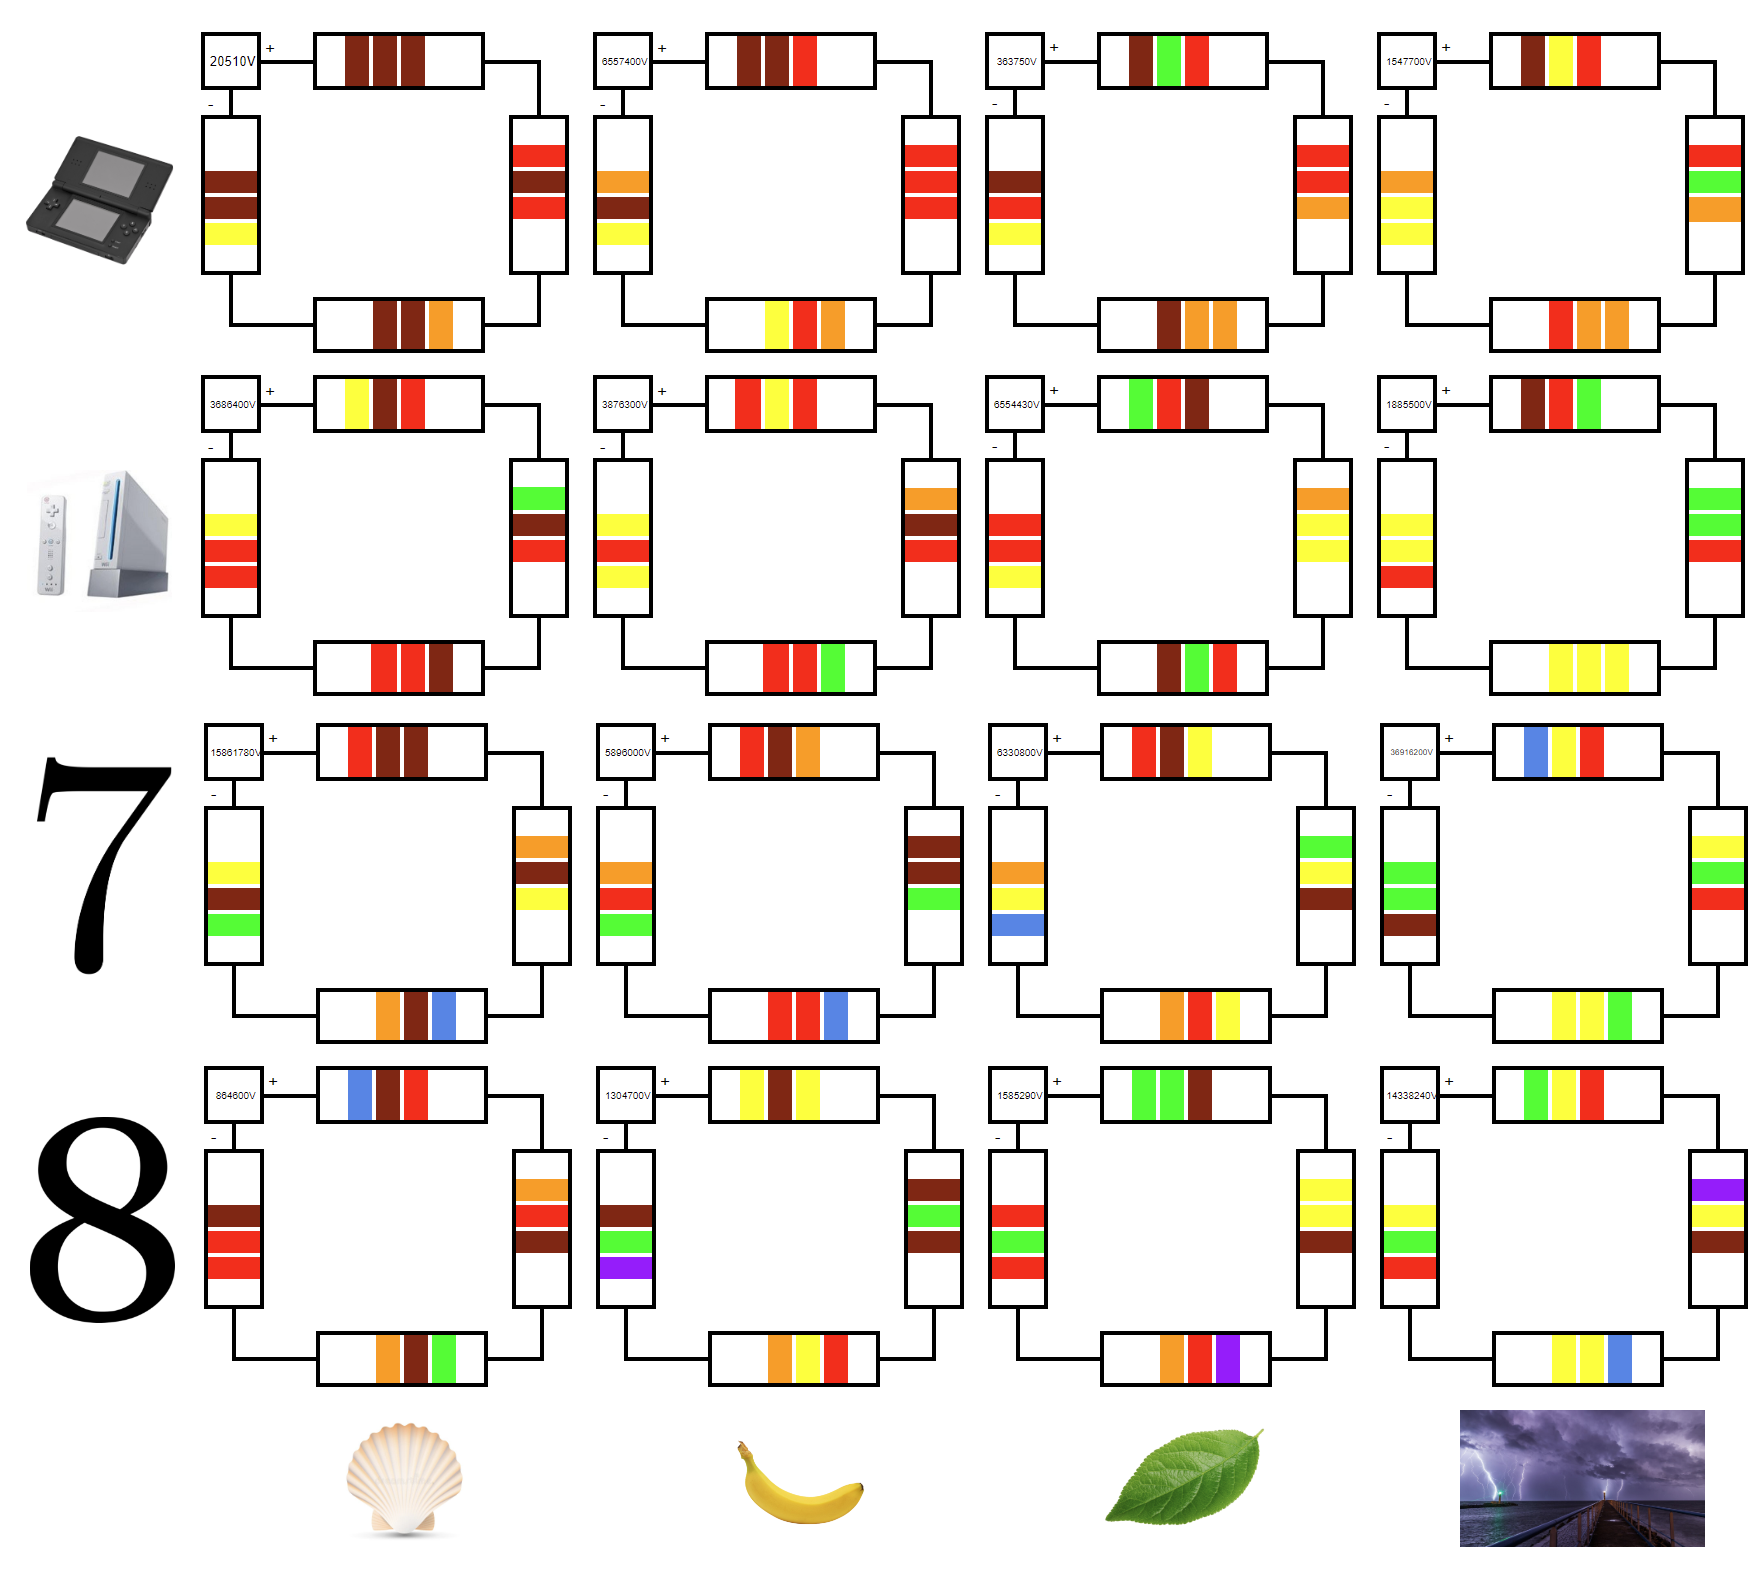 20510V + -
6557400V + -
363750V + -
1547700V + -
3686400V + -
3876300V + -
6554430V + -
1885500V + -
7
15861780V + -
5896000V + -
6330800V + -
36916200V + -
8
864600V + -
1304700V + -
1585290V + -
14338240V + -